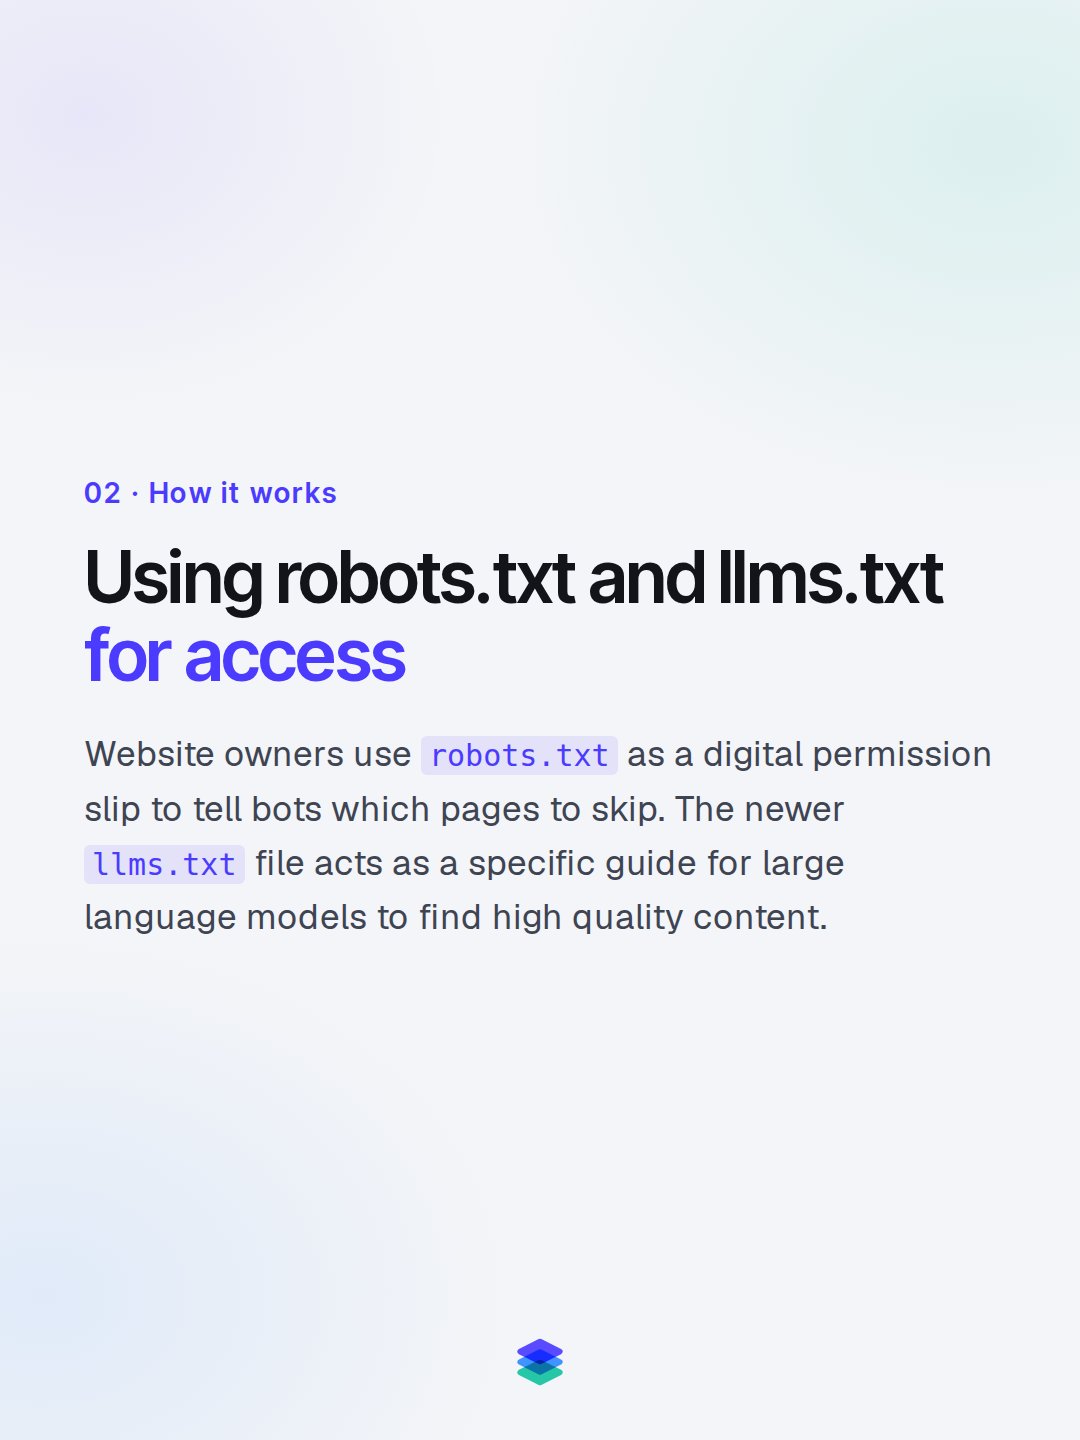 02 · How it works
Using robots.txt and llms.txt
for access
Website owners use robots.txt as a digital permission
slip to tell bots which pages to skip. The newer
llms.txt file acts as a specific guide for large
language models to find high quality content.